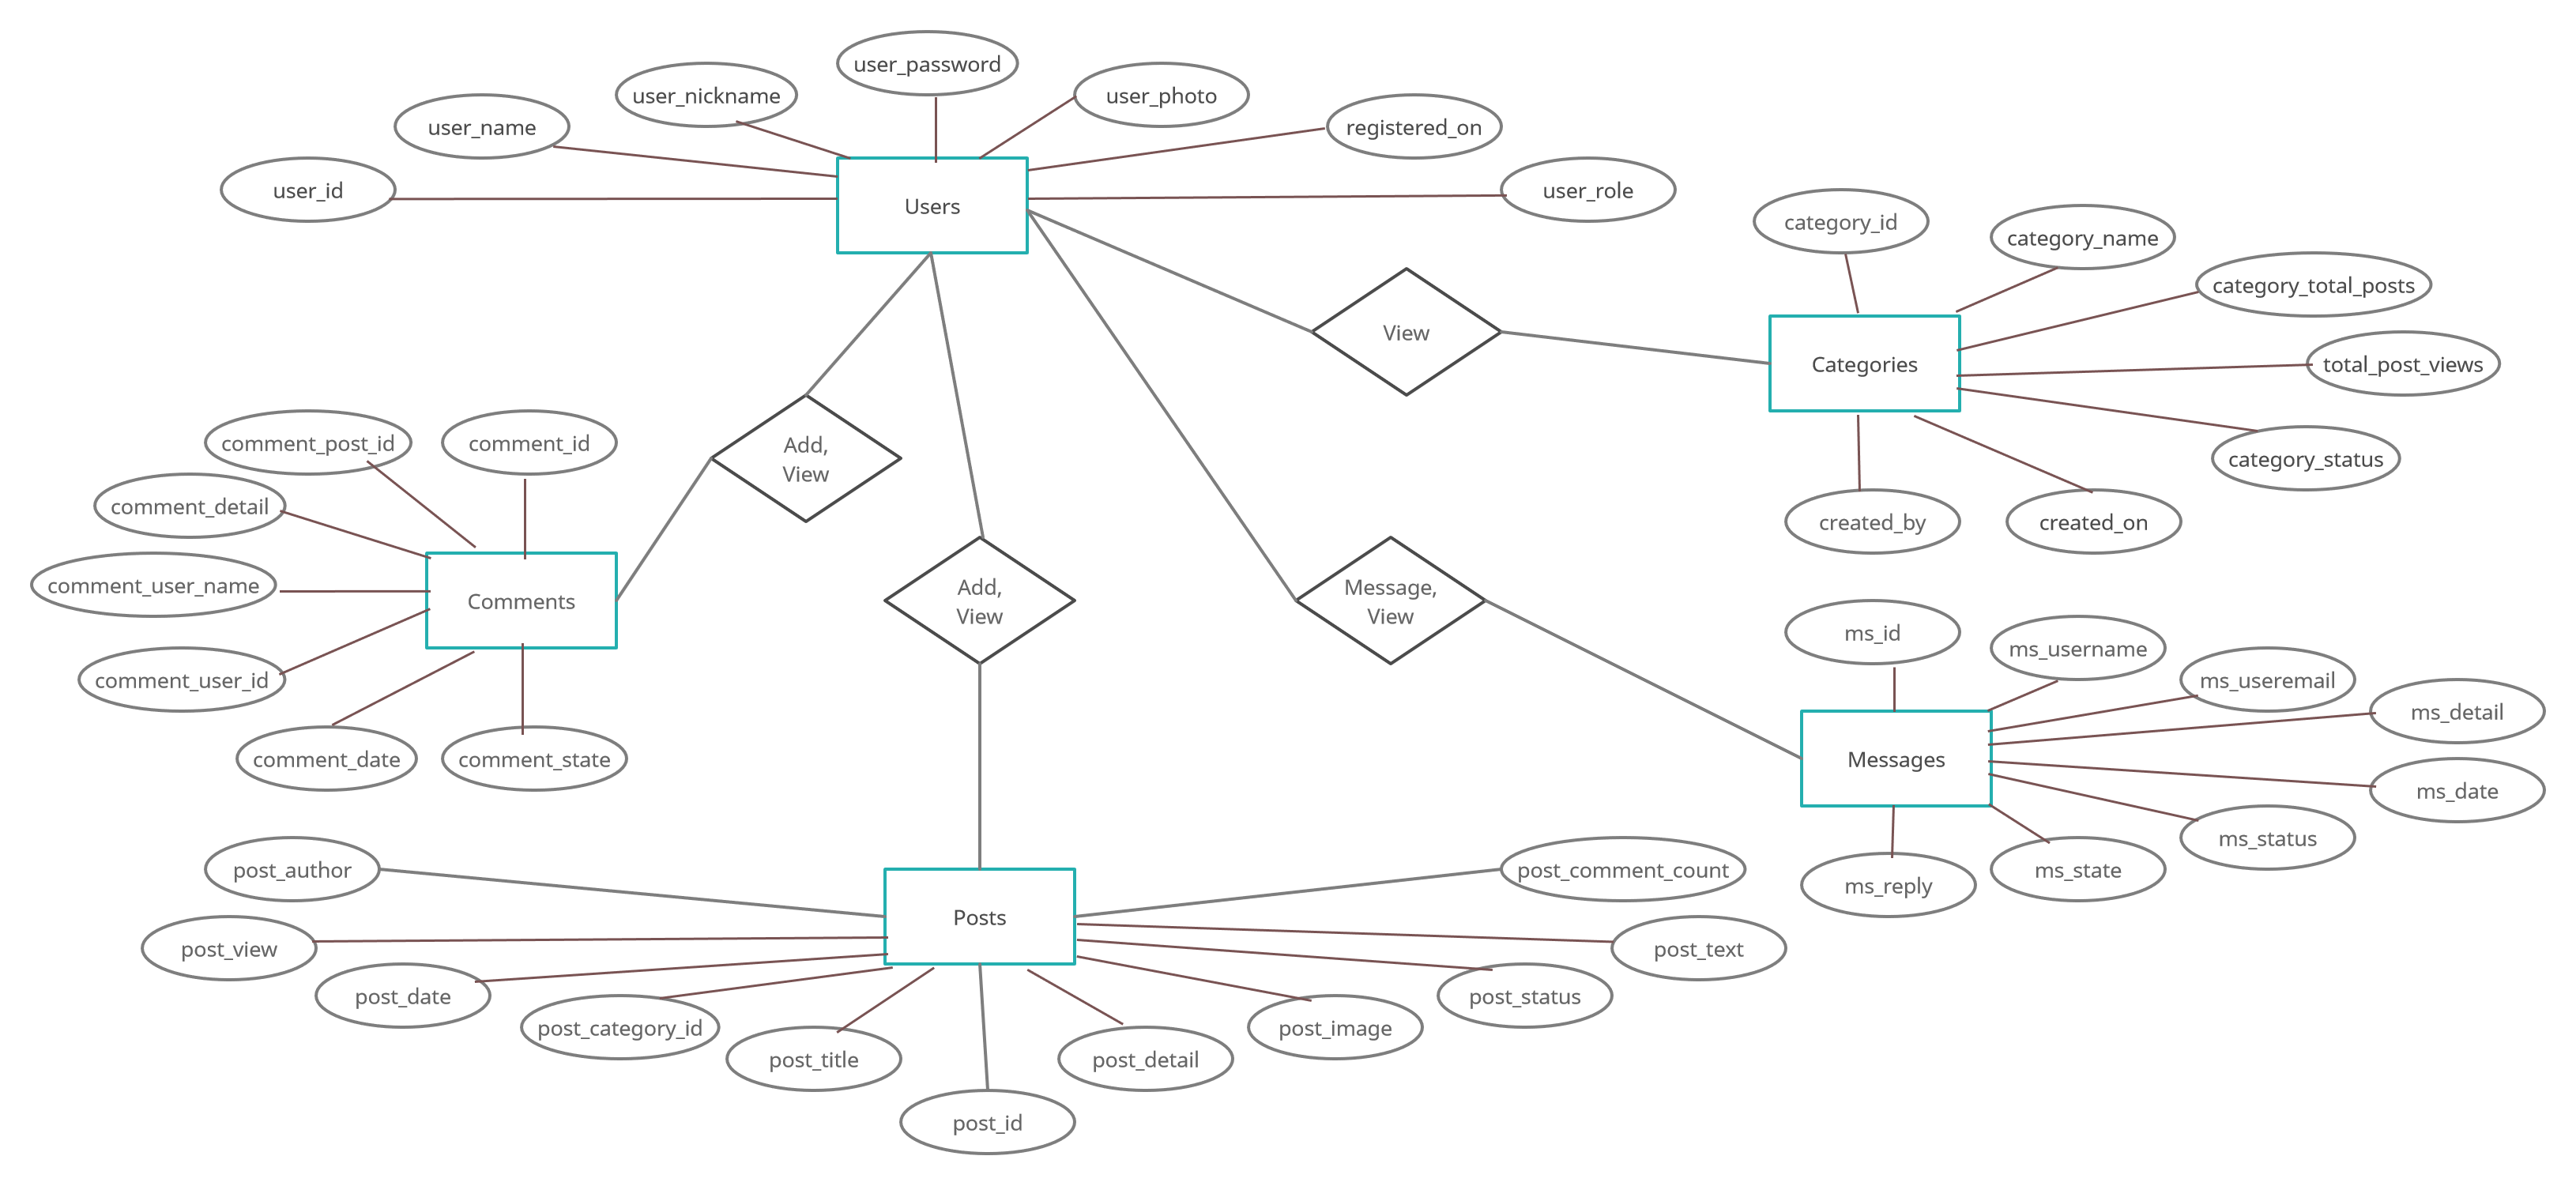 user_password
user_nickname
user_photo
user_name
registered_on
user_id
Users
user_role
category_id
category_name
category_total_posts
View
Categories
total_post_views
comment_post_id
comment_id
Add,
View
category_status
comment_detail
created_by
created_on
comment_user_name
Comments
Add,
View
Message,
View
ms_id
ms_username
comment_user_id
ms_useremail
ms_detail
comment_date
comment_state
Messages
ms_date
ms_status
post_author
post_comment_count
ms_reply
ms_state
Posts
post_view
post_text
post_date
post_status
post_category_id
post_image
post_title
post_detail
post_id